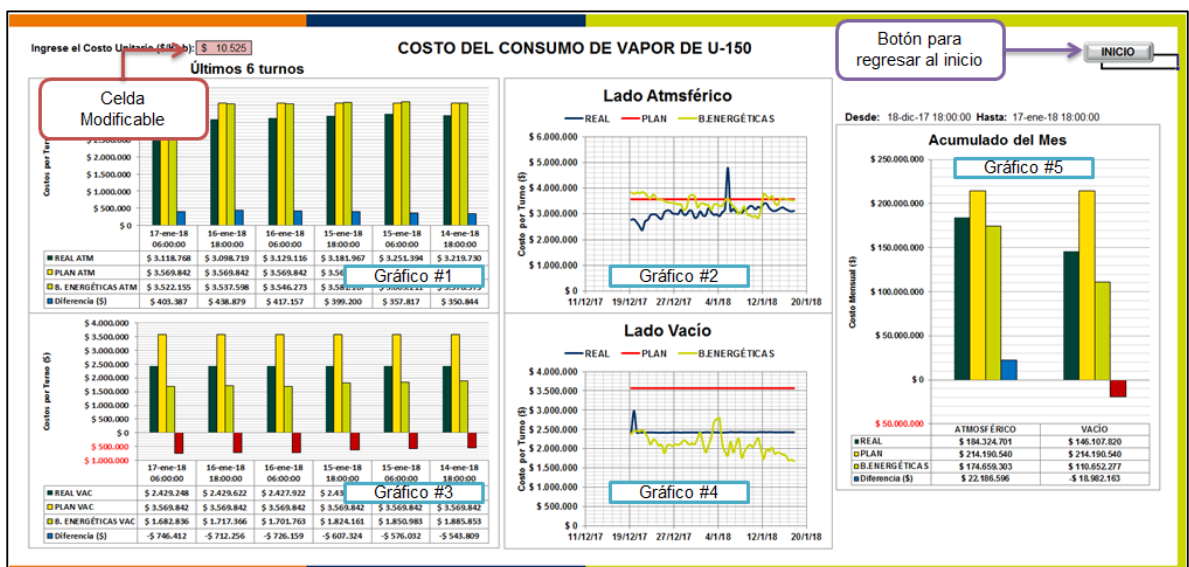 Ingrese el Costo Unitario ($/klb): $ 10.525
COSTO DEL CONSUMO DE VAPOR DE U-150
Botón para
regresar al inicio
INICIO
Últimos 6 turnos
Celda
Modificable
Costos por Turno
$ 2.000.000
$ 1.500.000
$ 1.000.000
$ 500.000
$ 0
17-ene-18 16-ene-18 16-ene-18 15-ene-18 15-ene-18 14-ene-18
06:00:00 18:00:00 06:00:00 18:00:00 06:00:00 18:00:00
REAL ATM $ 3.118.768 $ 3.098.719 $ 3.129.116 $ 3.181.967 $ 3.251.394 $ 3.219.730
PLAN ATM $ 3.569.842 $ 3.569.842 $ 3.569.842
B. ENERGÉTICAS ATM $ 3.522.155 $ 3.537.598 $ 3.546.273
Diferencia ($) $ 403.387 $ 438.879 $ 417.157 $ 399.200 $ 357.817 $ 350.844
Gráfico #1
Lado Atmsférico
REAL PLAN B.ENERGÉTICAS
Costo por Turno ($)
$ 6.000.000
$ 5.000.000
$ 4.000.000
$ 3.000.000
$ 2.000.000
$ 1.000.000
$ 0
11/12/17 19/12/17 27/12/17 4/1/18 12/1/18 20/1/18
Gráfico #2
$ 4.000.000
$ 3.500.000
$ 3.000.000
$ 2.500.000
$ 2.000.000
$ 1.500.000
$ 1.000.000
$ 500.000
$ 0
$ 500.000
$ 1.000.000
Costos por Turno ($)
17-ene-18 16-ene-18 16-ene-18 15-ene-18 15-ene-18 14-ene-18
06:00:00 18:00:00 06:00:00 18:00:00 06:00:00 18:00:00
REAL VAC $ 2.429.248 $ 2.429.622 $ 2.427.922
PLAN VAC $ 3.569.842 $ 3.569.842 $ 3.569.842 $ 3.569.842 $ 3.569.842 $ 3.569.842
B. ENERGÉTICAS VAC $ 1.682.836 $ 1.717.366 $ 1.701.763 $ 1.824.161 $ 1.850.983 $ 1.885.853
Diferencia ($) -$ 746.412 -$ 712.256 -$ 726.159 -$ 607.324 -$ 576.032 -$ 543.809
Gráfico #3
Lado Vacío
REAL PLAN B.ENERGÉTICAS
Costo por Turno ($)
$ 4.000.000
$ 3.500.000
$ 3.000.000
$ 2.500.000
$ 2.000.000
$ 1.500.000
$ 1.000.000
$ 500.000
$ 0
11/12/17 19/12/17 27/12/17 4/1/18 12/1/18 20/1/18
Gráfico #4
Desde: 18-dic-17 18:00:00 Hasta: 17-ene-18 18:00:00
Acumulado del Mes
Gráfico #5
Costo Mensual ($)
$ 250.000.000
$ 200.000.000
$ 150.000.000
$ 100.000.000
$ 50.000.000
$ 0
$ 50.000.000
ATMOSFÉRICO VACÍO
REAL $ 184.324.701 $ 146.107.820
PLAN $ 214.190.540 $ 214.190.540
B.ENERGÉTICAS $ 174.659.303 $ 110.652.277
Diferencia ($) $ 22.186.596 -$ 18.982.163